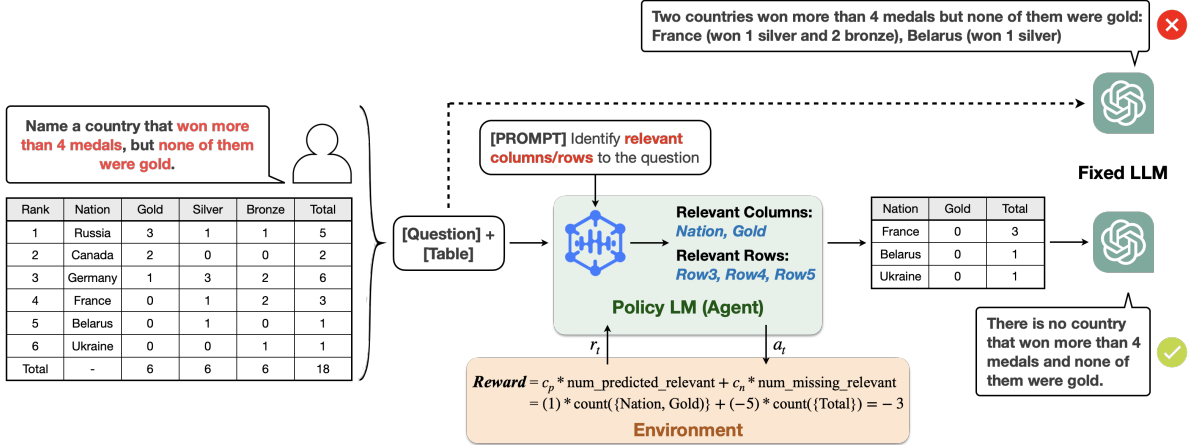 Two countries won more than 4 medals but none of them were gold:
France (won 1 silver and 2 bronze), Belarus (won 1 silver)
Name a country that won more
than 4 medals, but none of them
were gold.
[PROMPT] Identify relevant
columns/rows to the question
Fixed LLM
Rank Nation Gold Silver Bronze Total
1 Russia 3 1 1 5
2 Canada 2 0 0 2
3 Germany 1 3 2 6
4 France 0 1 2 3
5 Belarus 0 1 0 1
6 Ukraine 0 0 1 1
Total - 6 6 6 18
[Question] +
[Table]
Relevant Columns:
Nation, Gold
Relevant Rows:
Row3, Row4, Row5
Policy LM (Agent)
Nation Gold Total
France 0 3
Belarus 0 1
Ukraine 0 1
There is no country
that won more than 4
medals and none of
them were gold.
r_t
a_t
Reward = c_p * num_predicted_relevant + c_n * num_missing_relevant
= (1) * count({Nation, Gold)} + (−5) * count({Total}) = − 3
Environment